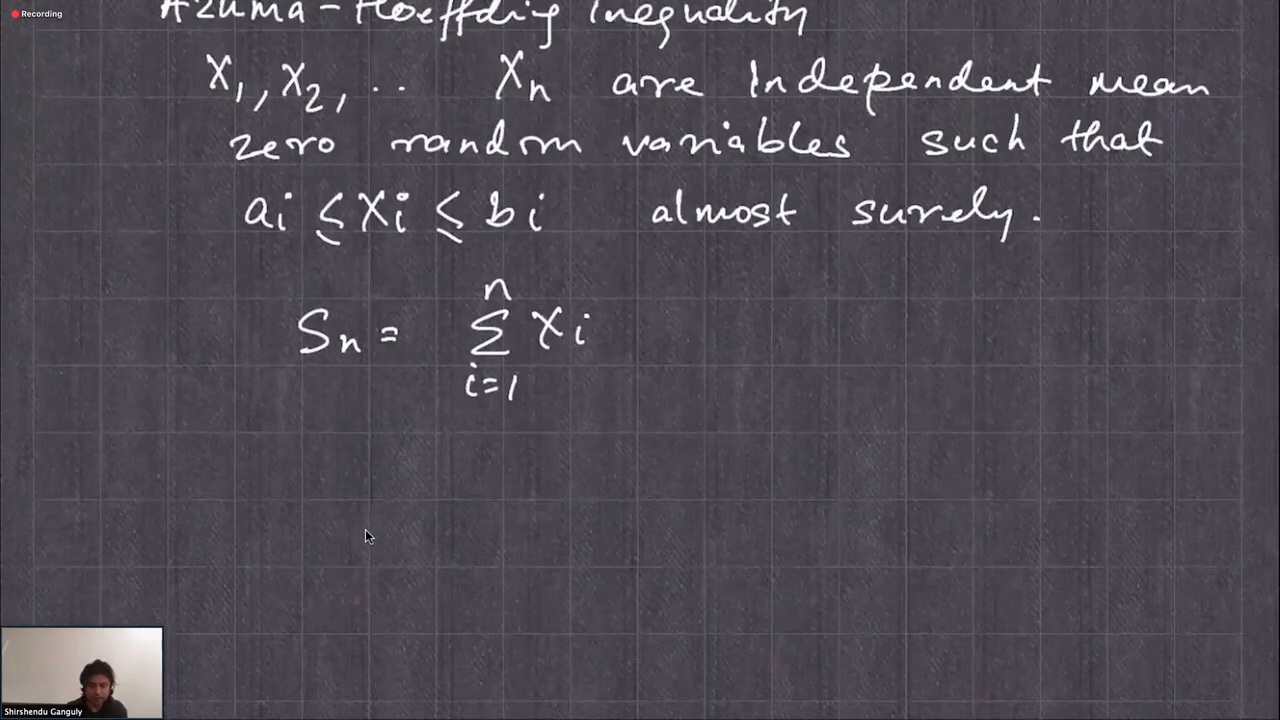 Recording
Azuma-Hoeffding Inequality
X1, X2, .. Xn are Independent mean
zero random variables such that
ai ≤ Xi ≤ bi almost surely.
n
Sn = Σ Xi
i=1
Shirshendu Ganguly